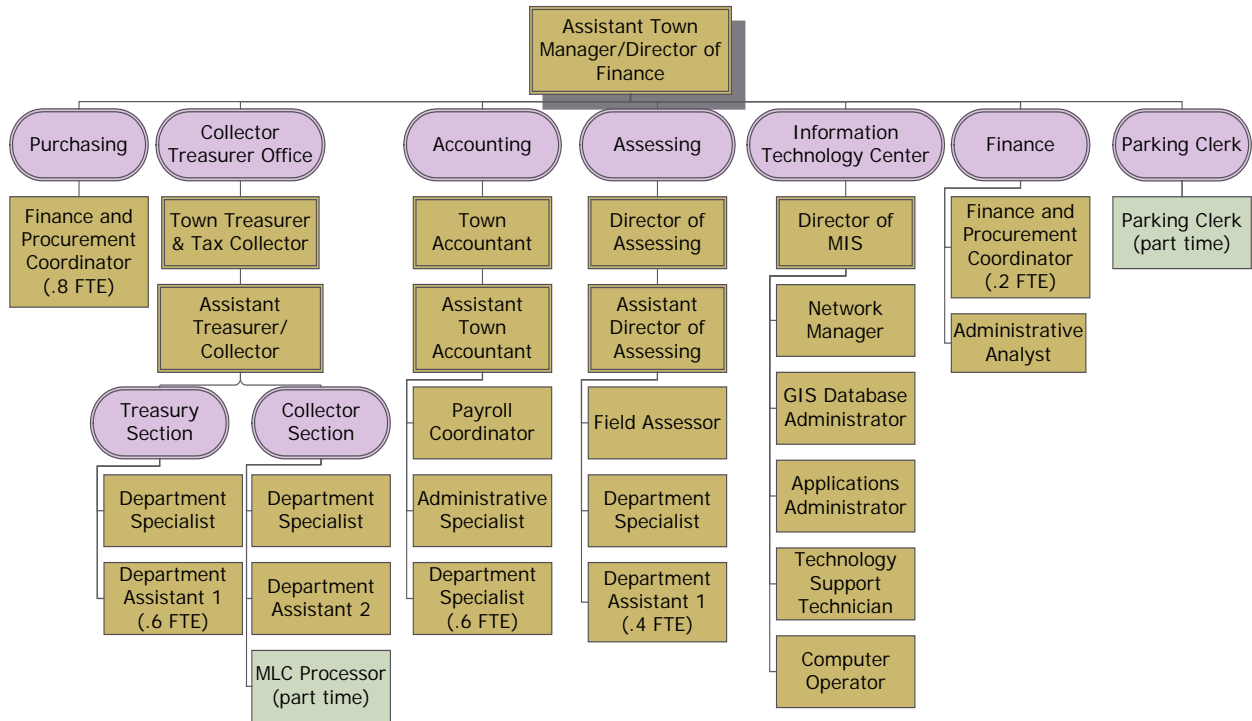 Assistant Town
Manager/Director of
Finance
Purchasing
Collector
Treasurer Office
Accounting
Assessing
Information
Technology Center
Finance
Parking Clerk
Finance and
Procurement
Coordinator
(.8 FTE)
Town Treasurer
& Tax Collector
Town
Accountant
Director of
Assessing
Director of
MIS
Finance and
Procurement
Coordinator
(.2 FTE)
Parking Clerk
(part time)
Assistant
Treasurer/
Collector
Assistant
Town
Accountant
Assistant
Director of
Assessing
Network
Manager
Administrative
Analyst
Treasury
Section
Collector
Section
Payroll
Coordinator
Field Assessor
GIS Database
Administrator
Department
Specialist
Department
Specialist
Administrative
Specialist
Department
Specialist
Applications
Administrator
Department
Assistant 1
(.6 FTE)
Department
Assistant 2
Department
Specialist
(.6 FTE)
Department
Assistant 1
(.4 FTE)
Technology
Support
Technician
MLC Processor
(part time)
Computer
Operator